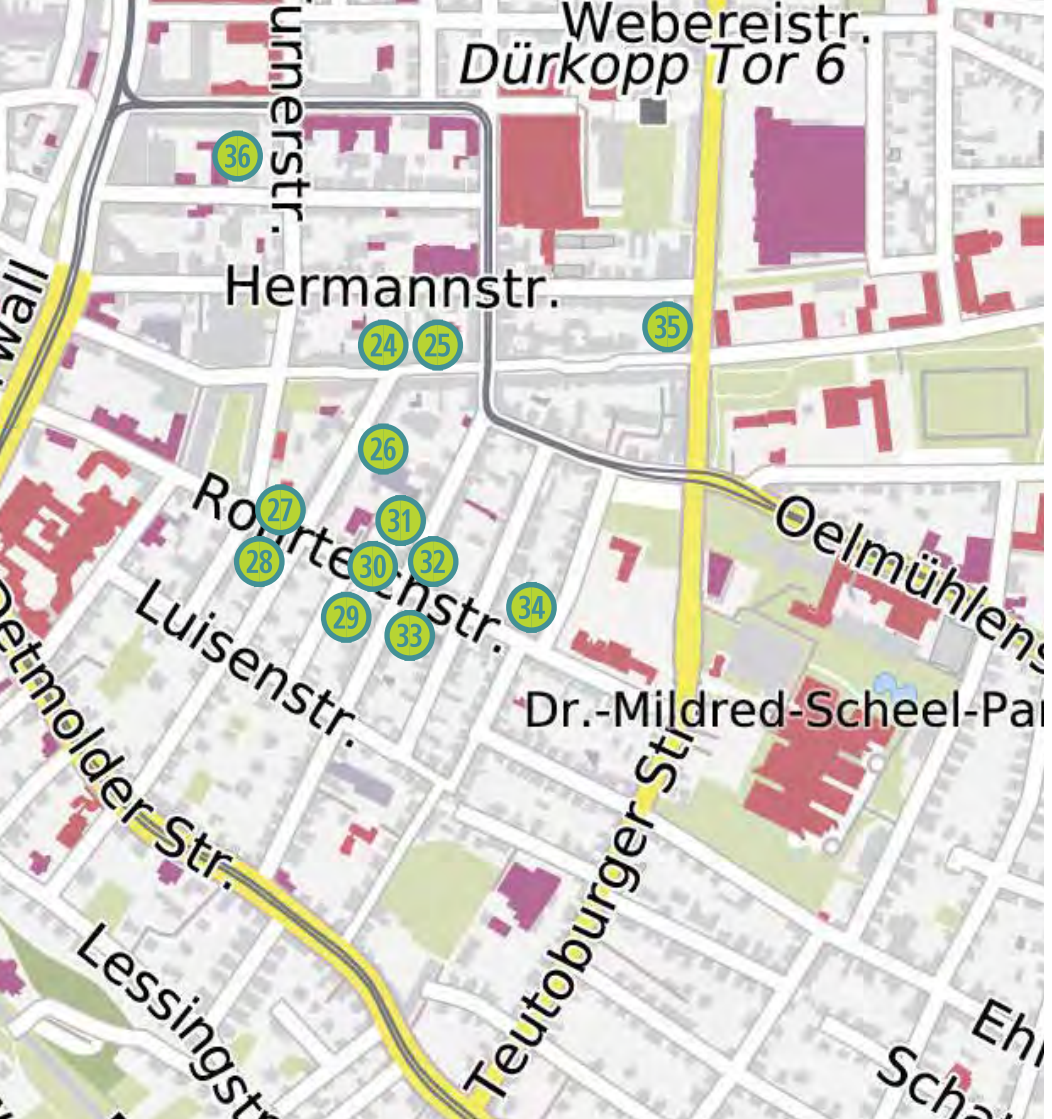 Webereistr.
Dürkopp Tor 6
urnerstr.
36
Hermannstr.
wall
35
24
25
26
Rohrteichstr.
27
31
28
30
32
Oelmühlens
29
34
33
Luisenstr.
Detmolder Str.
Dr.-Mildred-Scheel-Par
Teutoburger Str
Lessingstr
Ehl
Scha